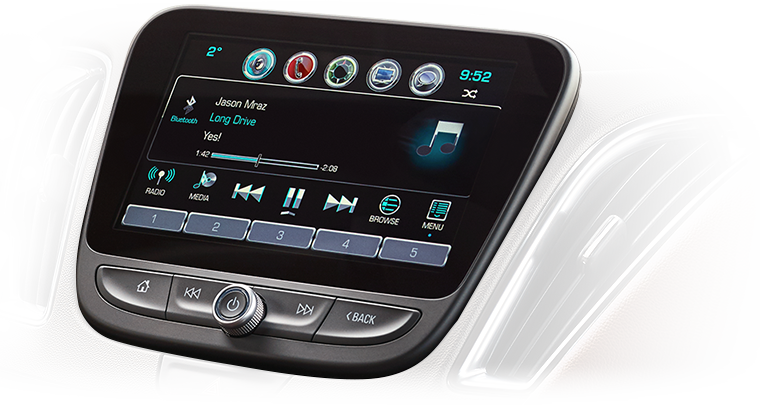 2°
9:52
Bluetooth
Jason Mraz
Long Drive
Yes!
1:42
-2:08
RADIO
MEDIA
BROWSE
MENU
1
2
3
4
5
BACK